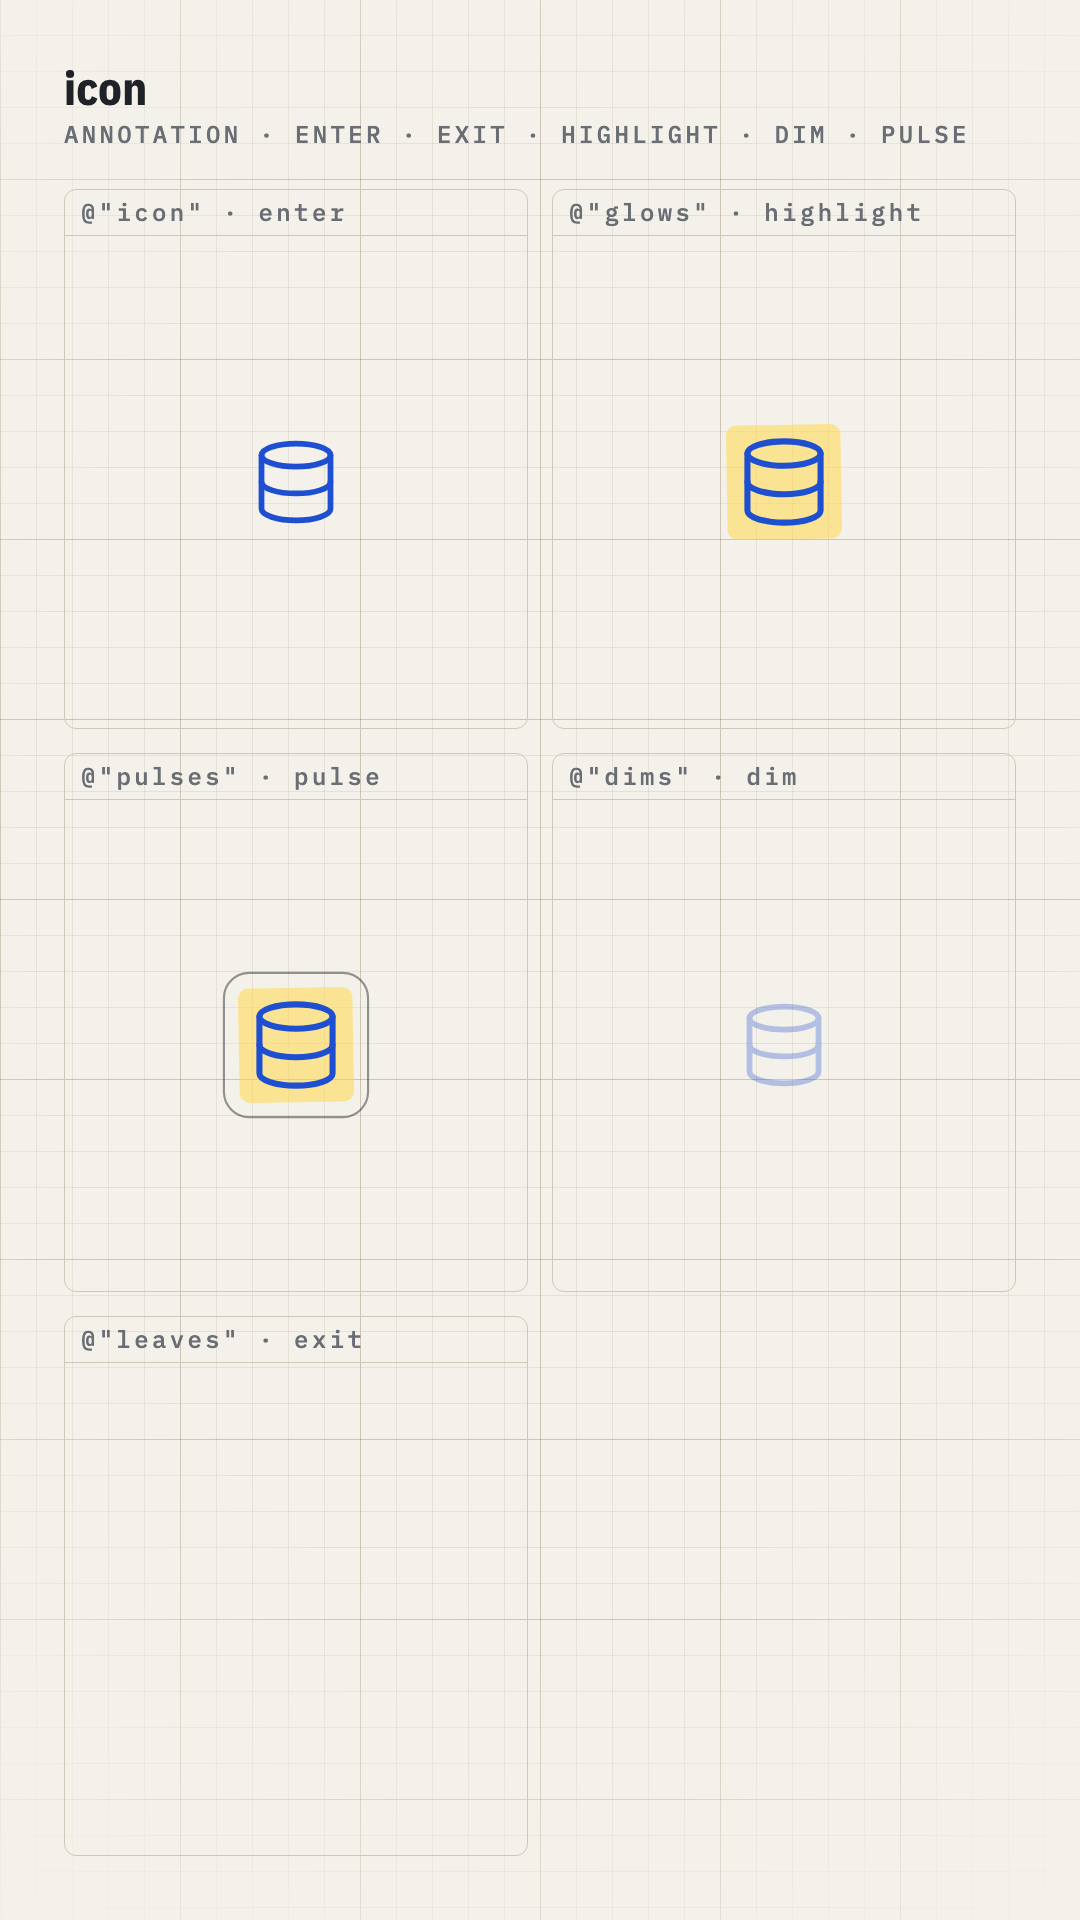 icon
ANNOTATION · ENTER · EXIT · HIGHLIGHT · DIM · PULSE
@"icon" · enter
@"glows" · highlight
@"pulses" · pulse
@"dims" · dim
@"leaves" · exit